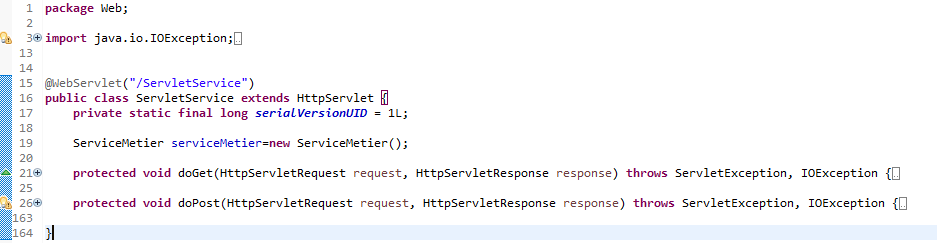 1 package Web;
2
3 import java.io.IOException;
13
14
15 @WebServlet("/ServletService")
16 public class ServletService extends HttpServlet {
17 private static final long serialVersionUID = 1L;
18
19 ServiceMetier serviceMetier=new ServiceMetier();
20
21 protected void doGet(HttpServletRequest request, HttpServletResponse response) throws ServletException, IOException {
25
26 protected void doPost(HttpServletRequest request, HttpServletResponse response) throws ServletException, IOException {
163
164 }